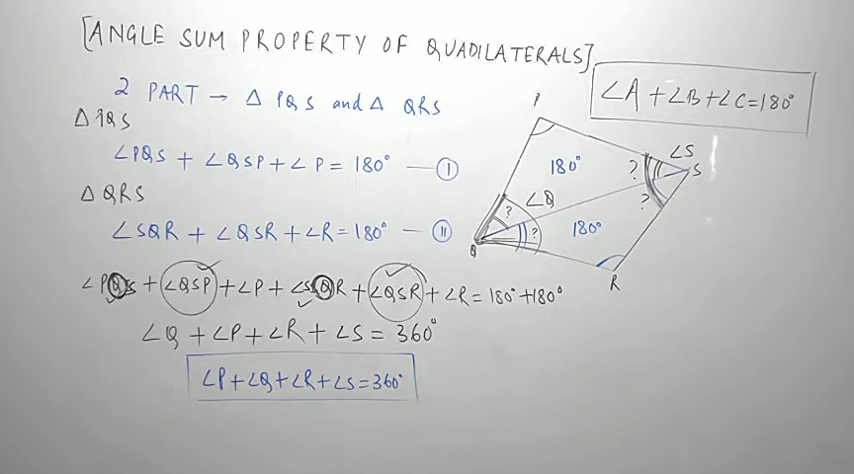 [ANGLE SUM PROPERTY OF QUADILATERALS]
∠A + ∠B + ∠C = 180°
2 PART → Δ PQS and Δ QRS
Δ PQS
∠PQS + ∠QSP + ∠P = 180° — (I)
Δ QRS
∠SQR + ∠QSR + ∠R = 180° — (II)
∠PQS + ∠QSP + ∠P + ∠SQR + ∠QSR + ∠R = 180° + 180°
∠Q + ∠P + ∠R + ∠S = 360°
∠P + ∠Q + ∠R + ∠S = 360°
P
∠S
180°
?
S
∠Q
?
?
?
180°
Q
R